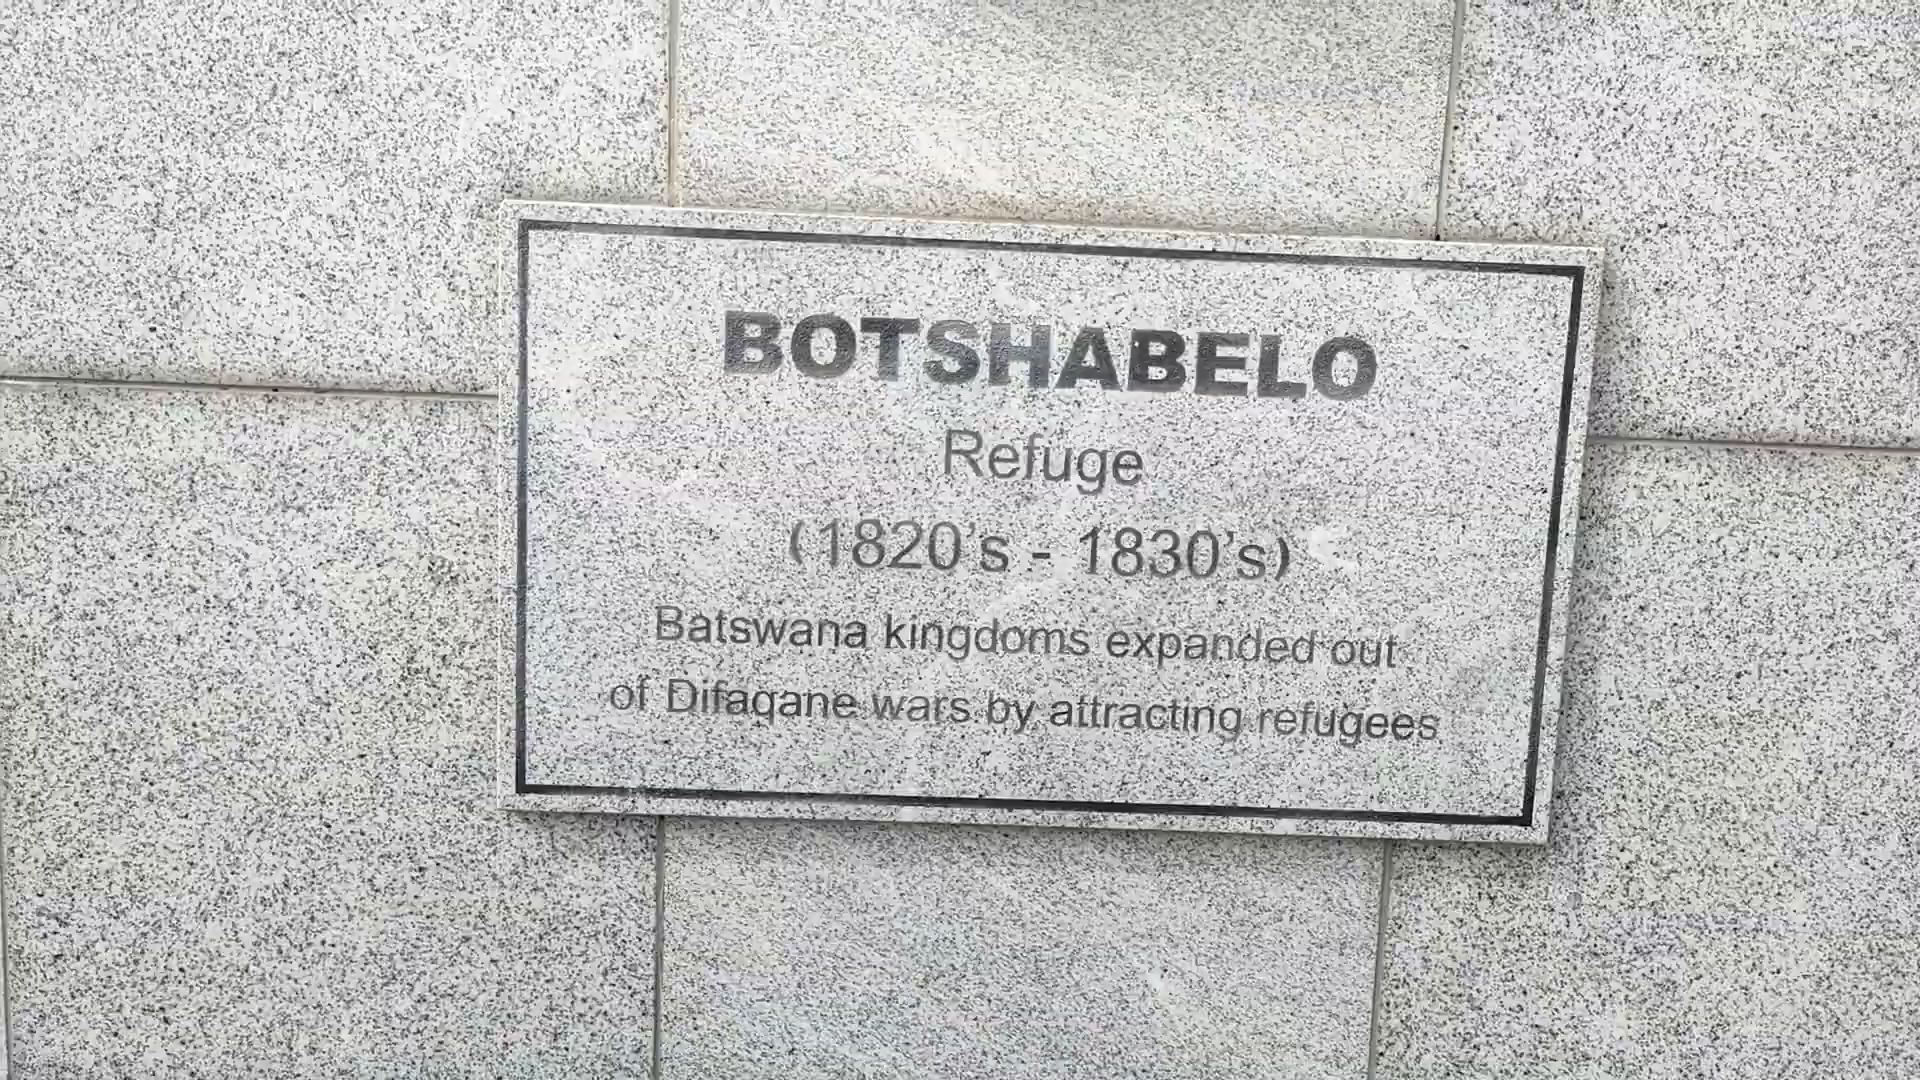 BOTSHABELO
Refuge
(1820's - 1830's)
Batswana kingdoms expanded out
of Difaqane wars by attracting refugees